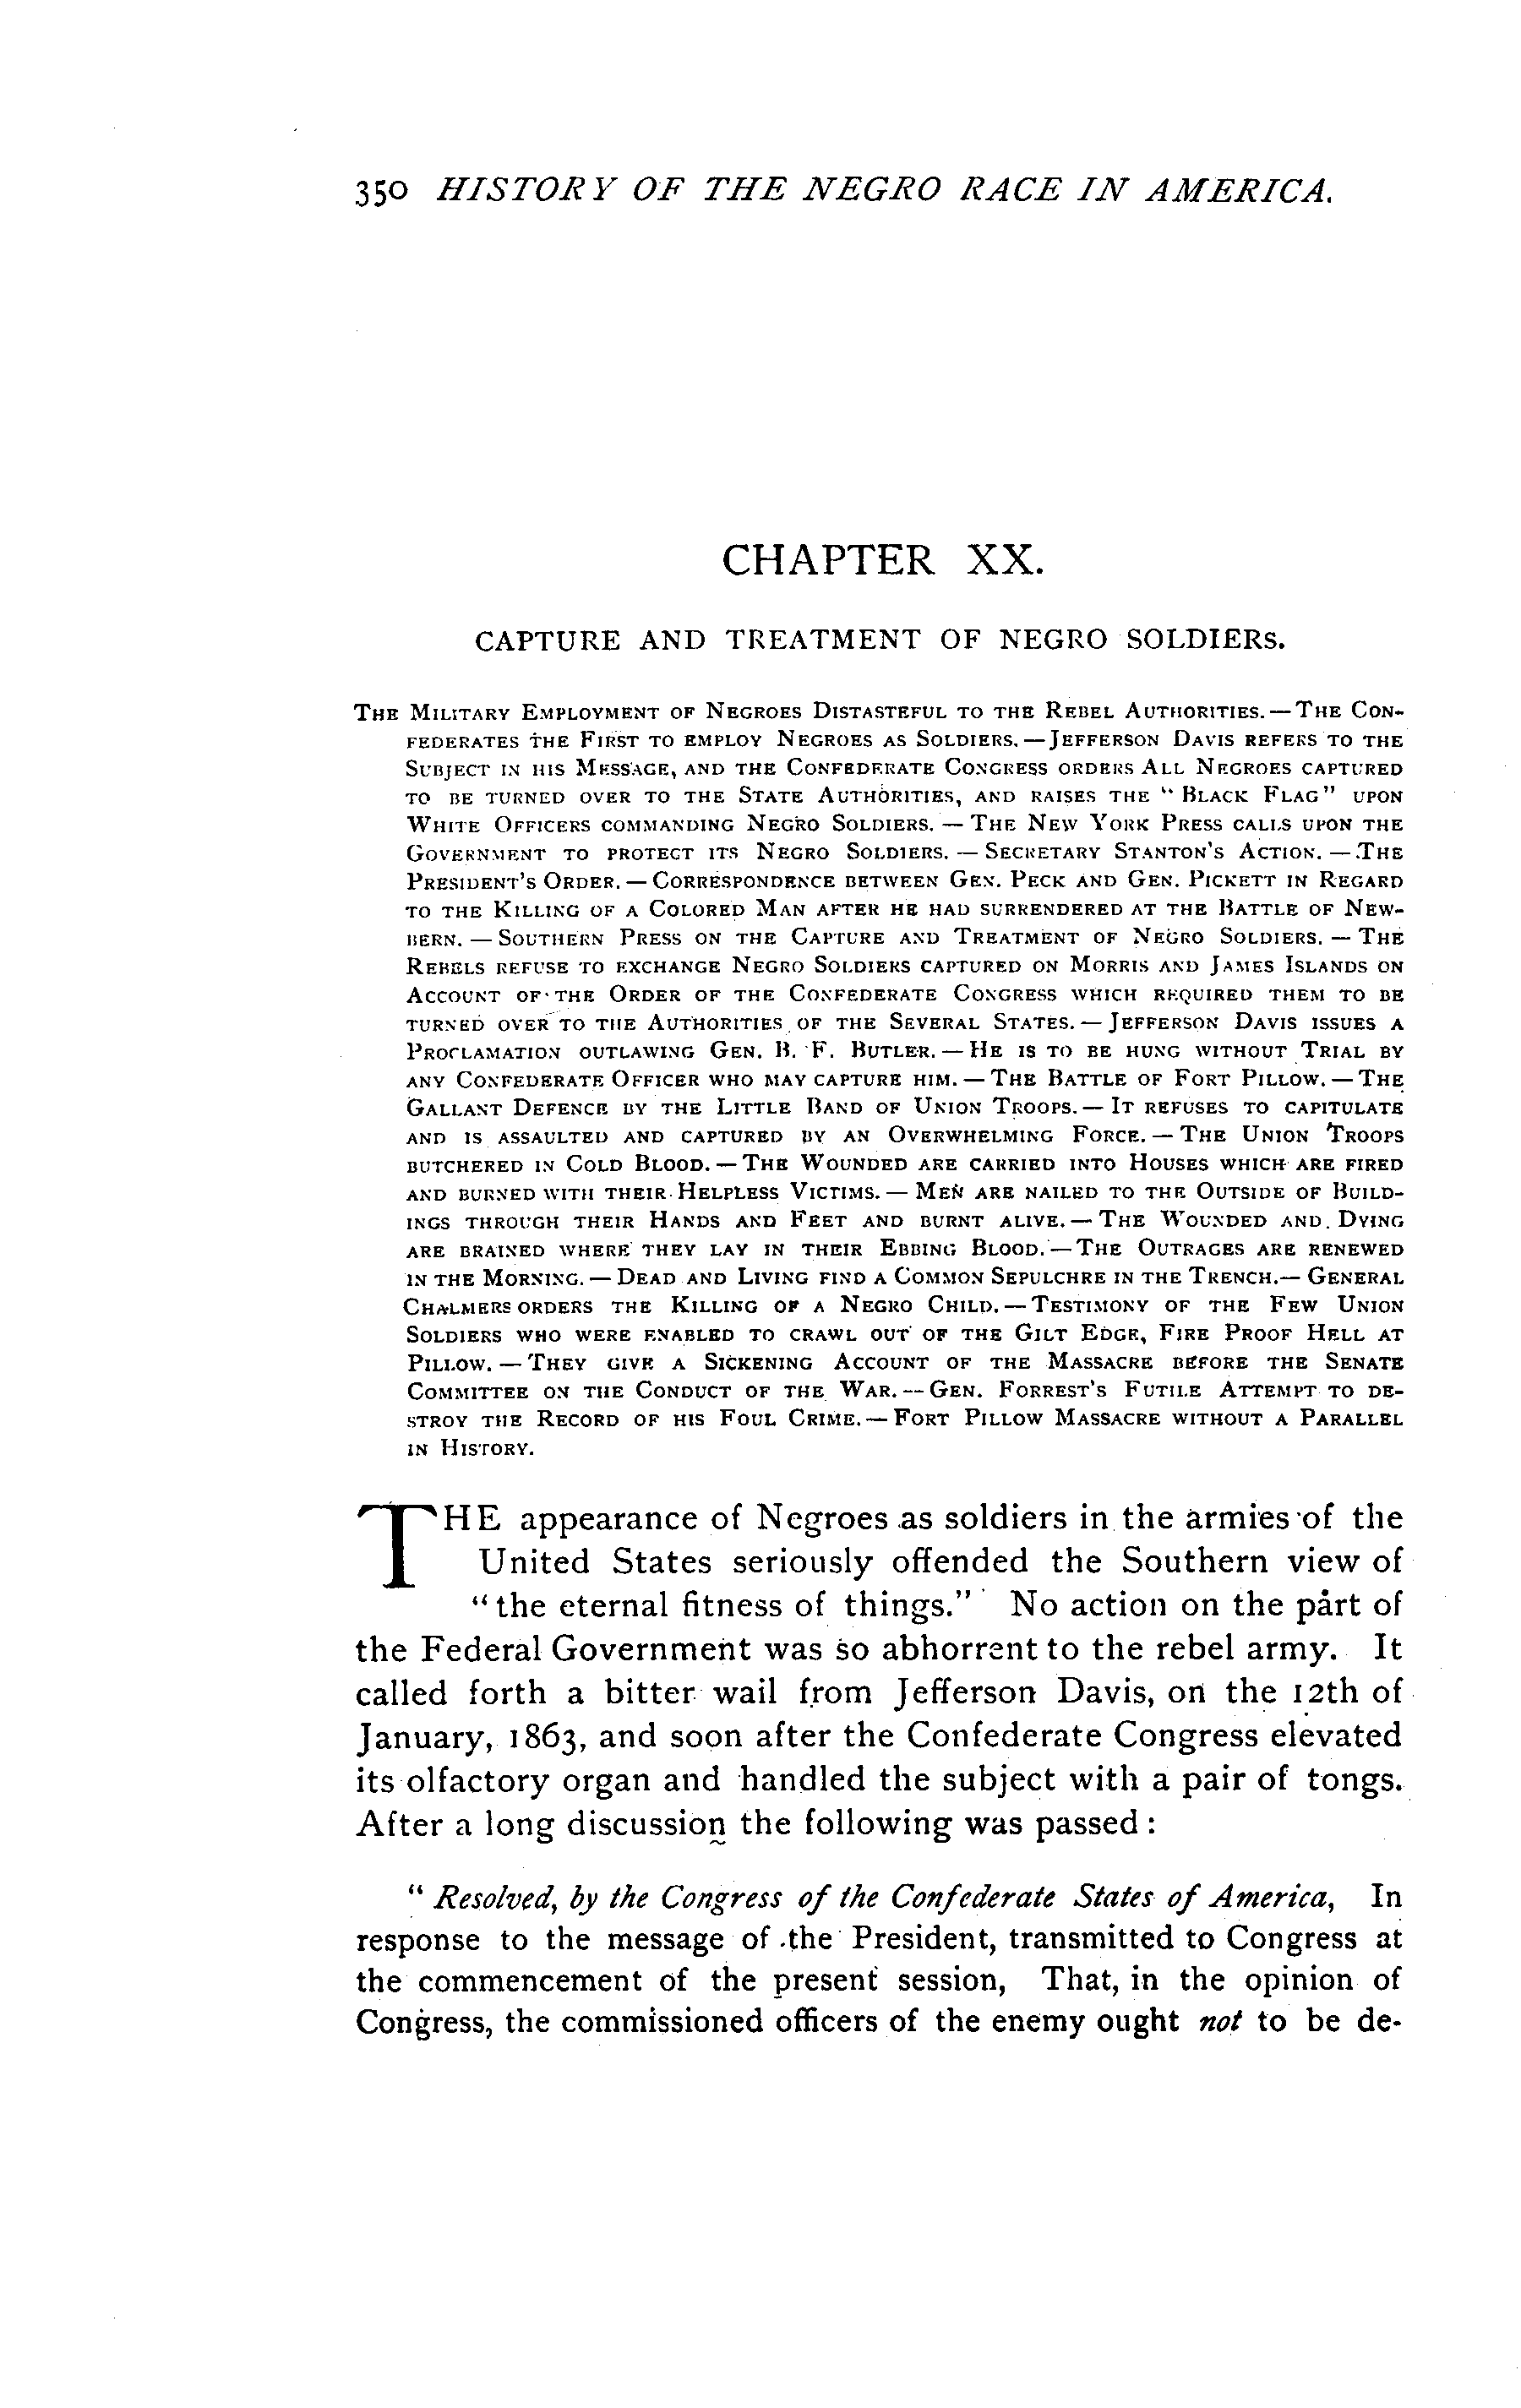 350 HISTORY OF THE NEGRO RACE IN AMERICA.
CHAPTER XX.
CAPTURE AND TREATMENT OF NEGRO SOLDIERS.
The Military Employment of Negroes Distasteful to the Rebel Authorities.—The Con-
federates the First to employ Negroes as Soldiers.—Jefferson Davis refers to the
Subject in his Message, and the Confederate Congress orders All Negroes captured
to be turned over to the State Authorities, and raises the "Black Flag" upon
White Officers commanding Negro Soldiers.—The New York Press calls upon the
Government to protect its Negro Soldiers.—Secretary Stanton's Action.—The
President's Order.—Correspondence between Gen. Peck and Gen. Pickett in Regard
to the Killing of a Colored Man after he had surrendered at the Battle of New-
bern.—Southern Press on the Capture and Treatment of Negro Soldiers.—The
Rebels refuse to exchange Negro Soldiers captured on Morris and James Islands on
Account of the Order of the Confederate Congress which required them to be
turned over to the Authorities of the Several States.—Jefferson Davis issues a
Proclamation outlawing Gen. B. F. Butler.—He is to be hung without Trial by
any Confederate Officer who may capture him.—The Battle of Fort Pillow.—The
Gallant Defence by the Little Band of Union Troops.—It refuses to capitulate
and is assaulted and captured by an Overwhelming Force.—The Union Troops
butchered in Cold Blood.—The Wounded are carried into Houses which are fired
and burned with their Helpless Victims.—Men are nailed to the Outside of Build-
ings through their Hands and Feet and burnt alive.—The Wounded and Dying
are brained where they lay in their Ebbing Blood.—The Outrages are renewed
in the Morning.—Dead and Living find a Common Sepulchre in the Trench.—General
Chalmers orders the Killing of a Negro Child.—Testimony of the Few Union
Soldiers who were enabled to crawl out of the Gilt Edge, Fire Proof Hell at
Pillow.—They give a Sickening Account of the Massacre before the Senate
Committee on the Conduct of the War.—Gen. Forrest's Futile Attempt to de-
stroy the Record of his Foul Crime.—Fort Pillow Massacre without a Parallel
in History.
THE appearance of Negroes as soldiers in the armies of the
United States seriously offended the Southern view of
"the eternal fitness of things." No action on the part of
the Federal Government was so abhorrent to the rebel army. It
called forth a bitter wail from Jefferson Davis, on the 12th of
January, 1863, and soon after the Confederate Congress elevated
its olfactory organ and handled the subject with a pair of tongs.
After a long discussion the following was passed:
"Resolved, by the Congress of the Confederate States of America, In
response to the message of the President, transmitted to Congress at
the commencement of the present session, That, in the opinion of
Congress, the commissioned officers of the enemy ought not to be de-